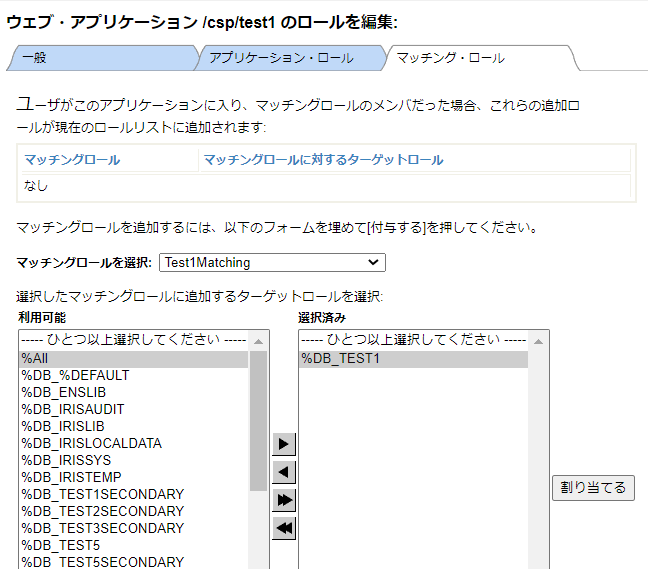 ウェブ・アプリケーション /csp/test1 のロールを編集:
一般
アプリケーション・ロール
マッチング・ロール
ユーザがこのアプリケーションに入り、マッチングロールのメンバだった場合、これらの追加ロ
ールが現在のロールリストに追加されます:
マッチングロール マッチングロールに対するターゲットロール
なし
マッチングロールを追加するには、以下のフォームを埋めて[付与する]を押してください。
マッチングロールを選択: Test1Matching
選択したマッチングロールに追加するターゲットロールを選択:
利用可能
----- ひとつ以上選択してください -----
%All
%DB_%DEFAULT
%DB_ENSLIB
%DB_IRISAUDIT
%DB_IRISLIB
%DB_IRISLOCALDATA
%DB_IRISSYS
%DB_IRISTEMP
%DB_TEST1SECONDARY
%DB_TEST2SECONDARY
%DB_TEST3SECONDARY
%DB_TEST5
%DB_TEST5SECONDARY
選択済み
----- ひとつ以上選択してください -----
%DB_TEST1
割り当てる